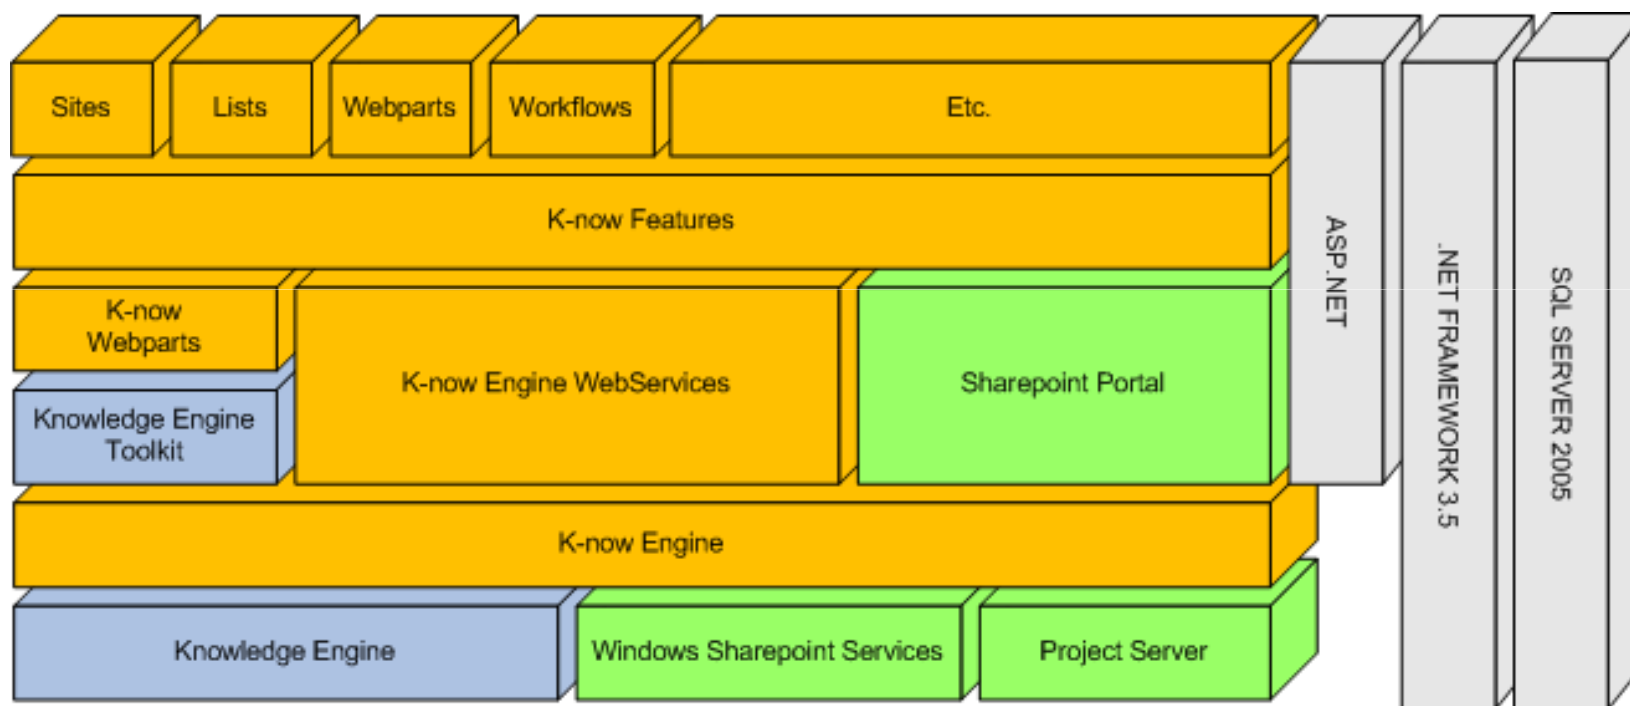 Sites
Lists
Webparts
Workflows
Etc.
K-now Features
K-now
Webparts
K-now Engine WebServices
Sharepoint Portal
Knowledge Engine
Toolkit
K-now Engine
Knowledge Engine
Windows Sharepoint Services
Project Server
ASP.NET
.NET FRAMEWORK 3.5
SQL SERVER 2005